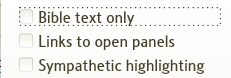 Bible text only
Links to open panels
Sympathetic highlighting